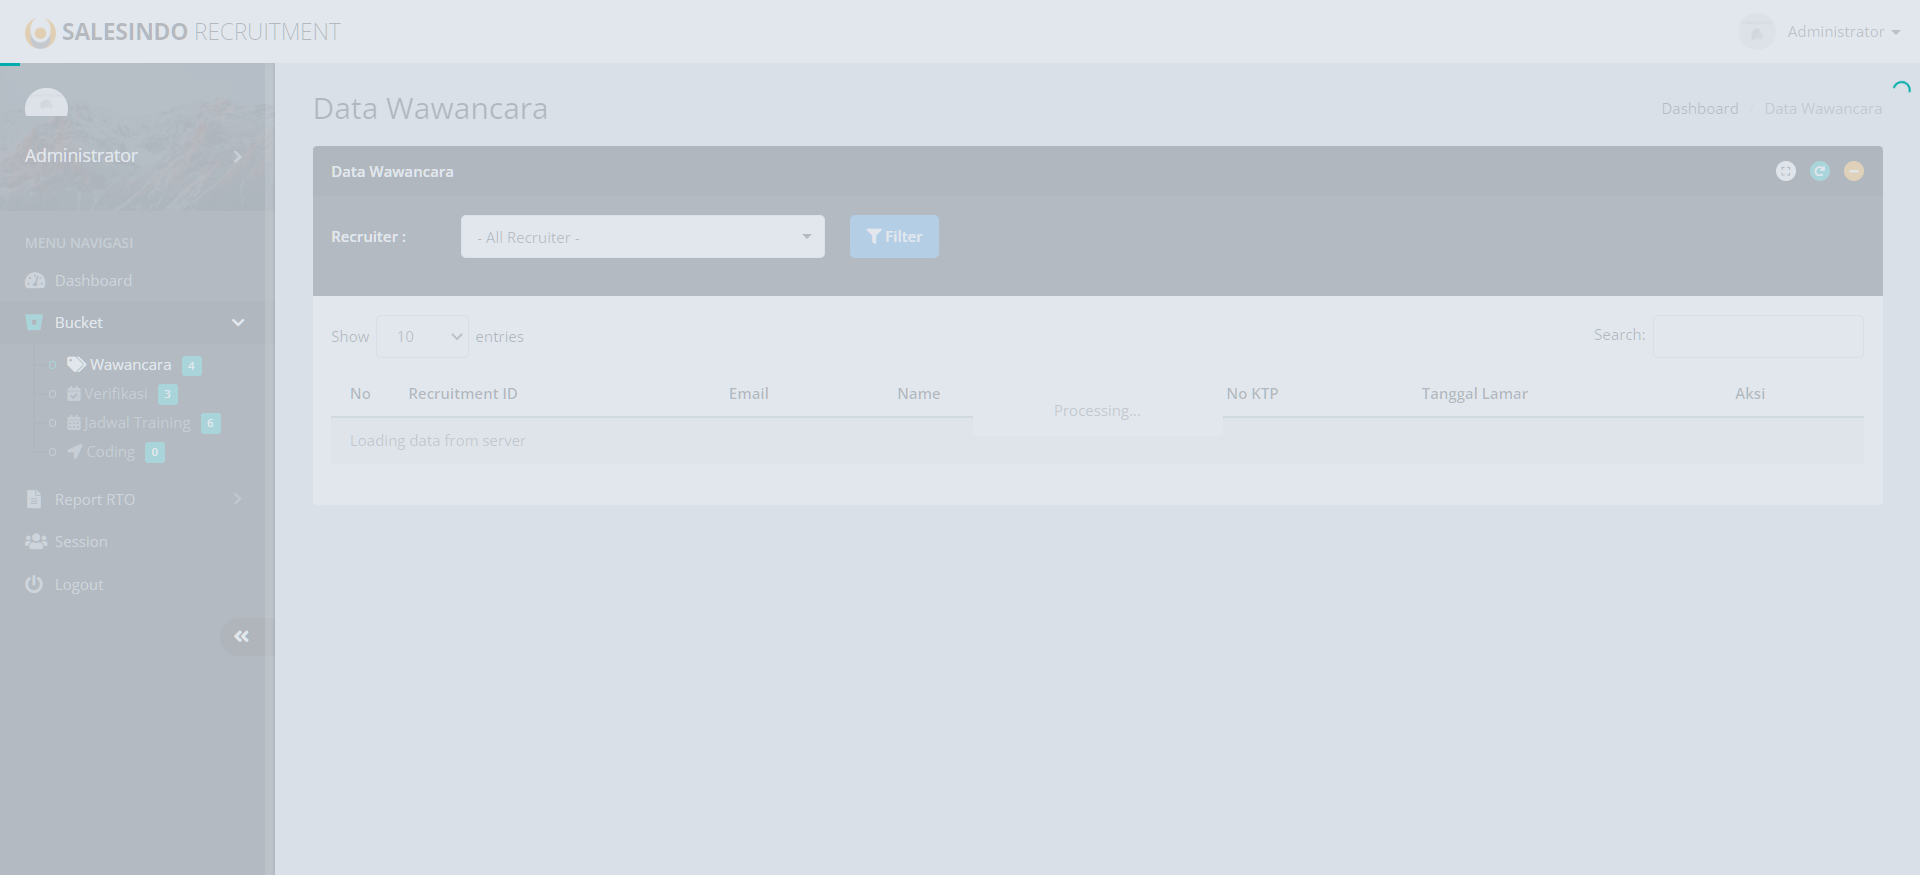 SALESINDO RECRUITMENT
Administrator
Administrator
MENU NAVIGASI
Dashboard
Bucket
Wawancara 4
Verifikasi 3
Jadwal Training 6
Coding 0
Report RTO
Session
Logout
Data Wawancara
Dashboard / Data Wawancara
Data Wawancara
Recruiter :
- All Recruiter -
Filter
Show 10 entries
Search:
No Recruitment ID Email Name No KTP Tanggal Lamar Aksi
Processing...
Loading data from server